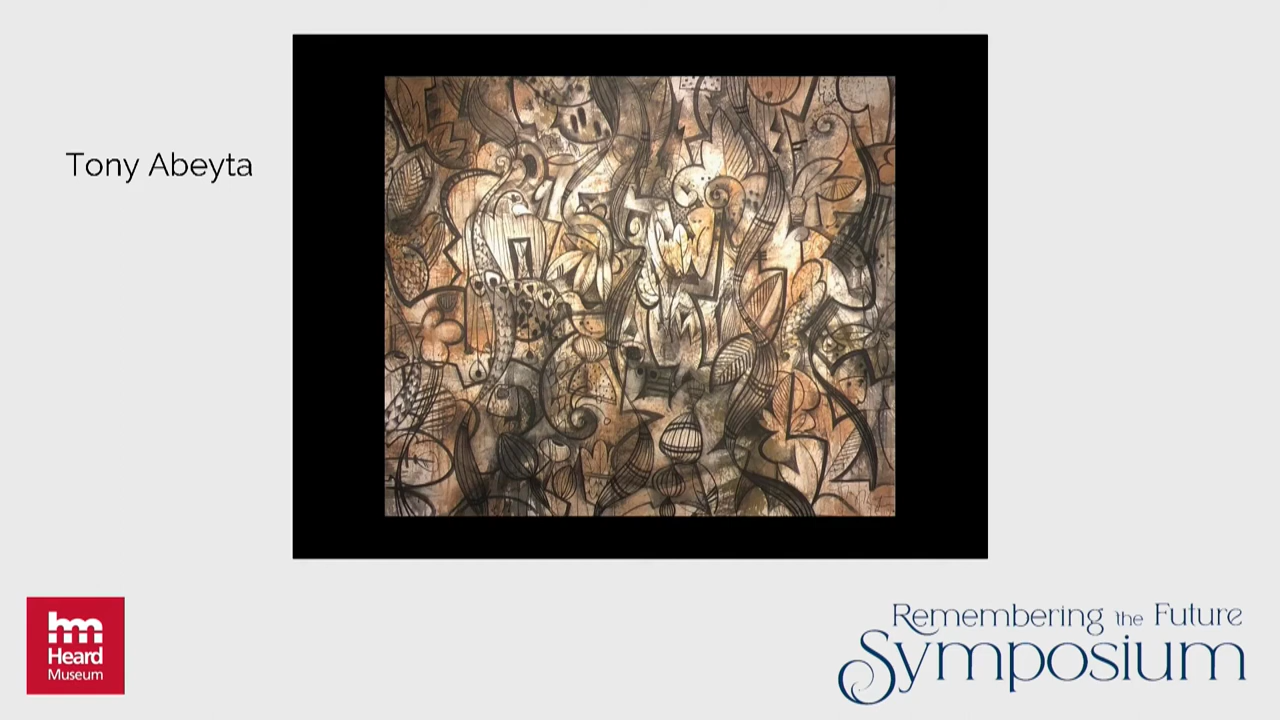 Tony Abeyta
hm
Heard
Museum
Remembering the Future
Symposium